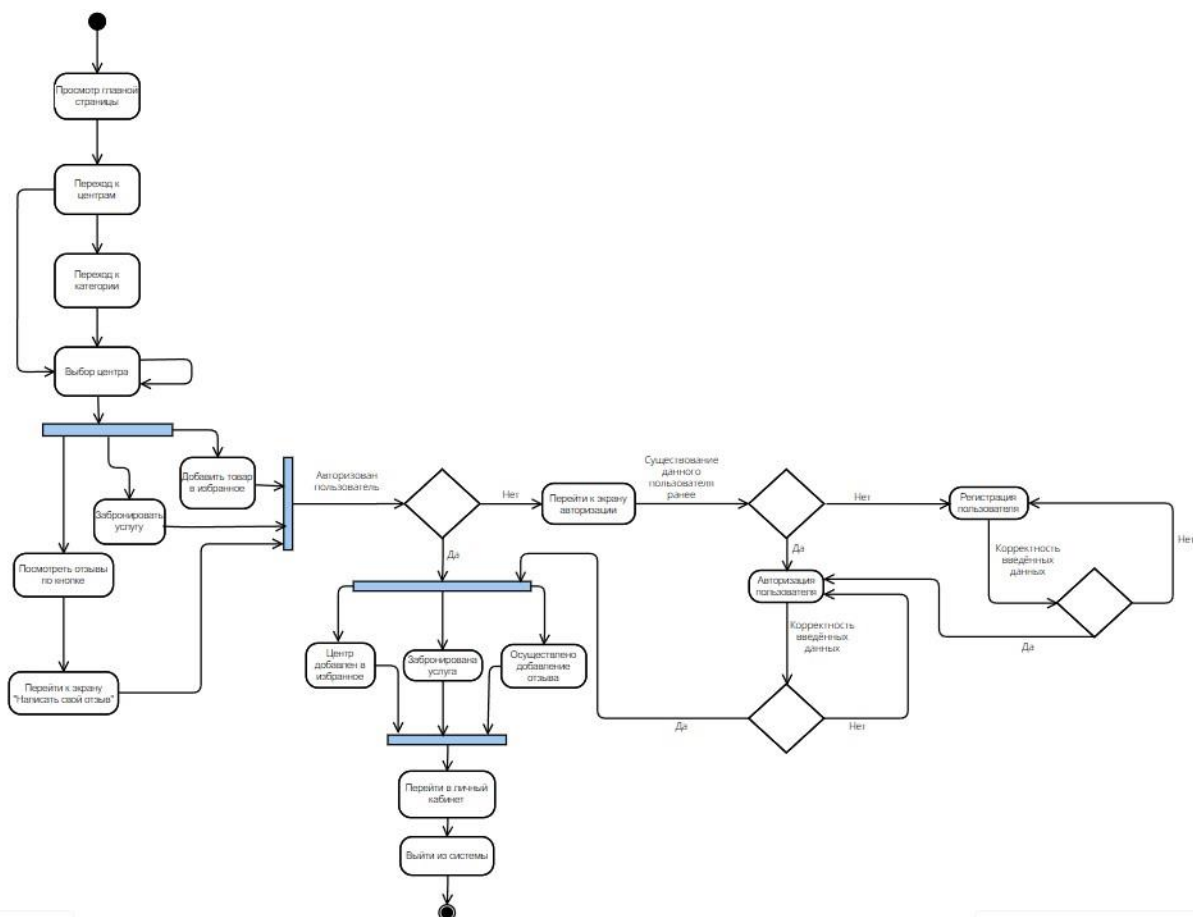 Просмотр главной
страницы
Переход к
центрам
Переход к
категории
Выбор центра
Добавить товар
в избранное
Забронировать
услугу
Посмотреть отзывы
по кнопке
Перейти к экрану
"Написать свой отзыв"
Авторизован
пользователь
Нет
Да
Перейти к экрану
авторизации
Существование
данного
пользователя
ранее
Нет
Да
Регистрация
пользователя
Корректность
введённых
данных
Нет
Да
Авторизация
пользователя
Корректность
введённых
данных
Да
Нет
Центр
добавлен в
избранное
Забронирована
услуга
Осуществлено
добавление
отзыва
Перейти в личный
кабинет
Выйти из системы